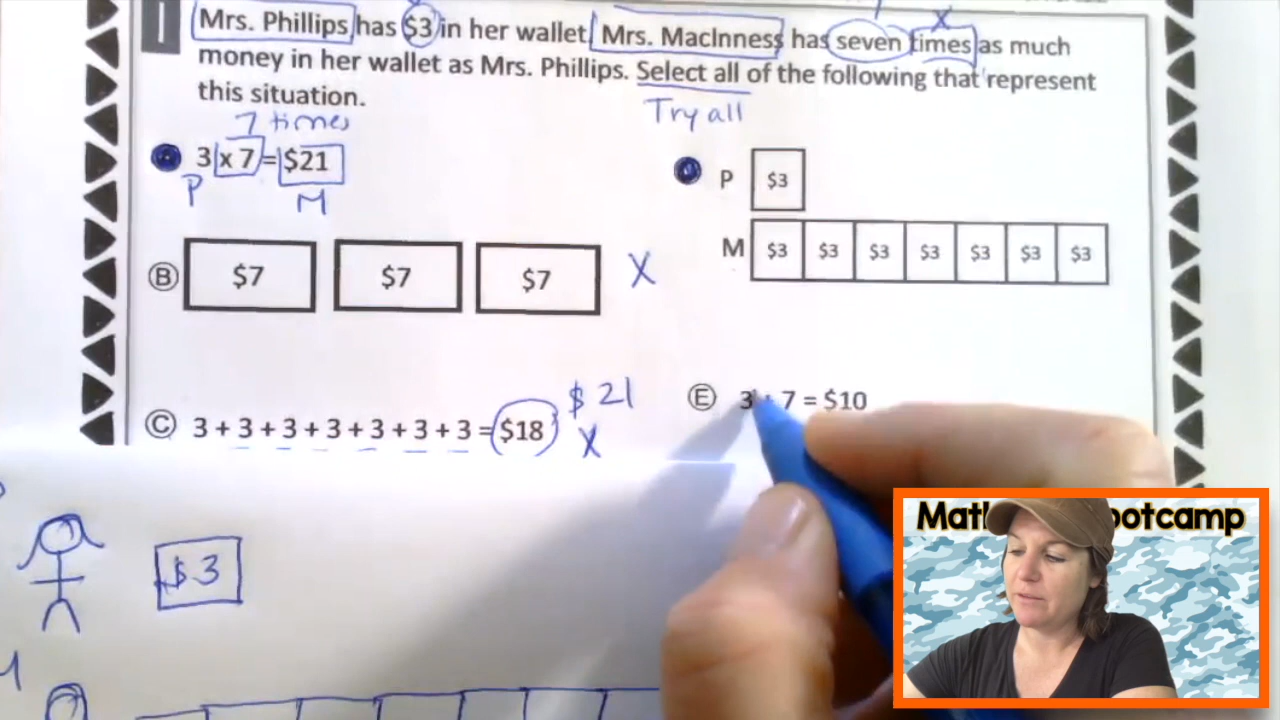 1
Mrs. Phillips has $3 in her wallet. Mrs. MacInness has seven times as much
x
money in her wallet as Mrs. Phillips. Select all of the following that represent
this situation.
Try all
7 times
3 x 7 = $21
P
M
P $3
M $3 $3 $3 $3 $3 $3 $3
B $7 $7 $7 X
C 3 + 3 + 3 + 3 + 3 + 3 + 3 = $18
$21
X
E 3 + 7 = $10
$3
Math
ootcamp